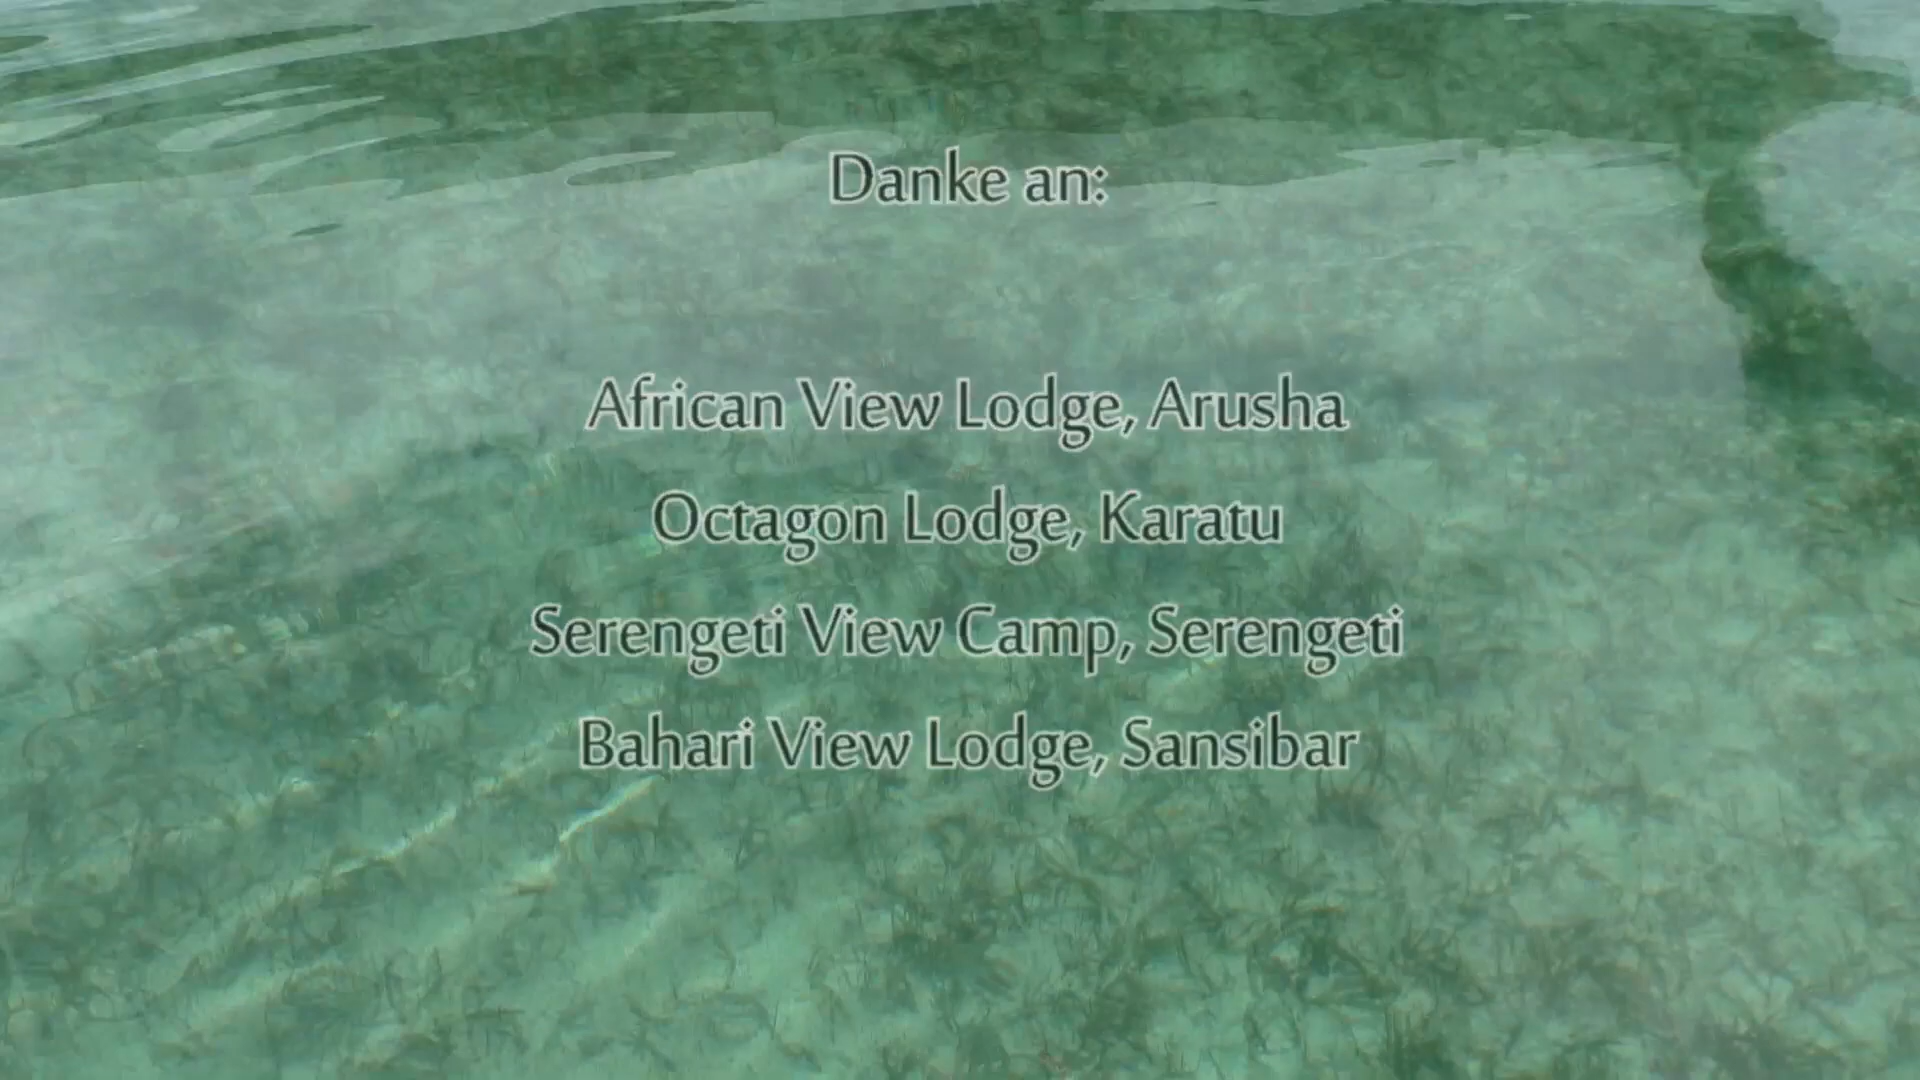 Danke an:
African View Lodge, Arusha
Octagon Lodge, Karatu
Serengeti View Camp, Serengeti
Bahari View Lodge, Sansibar